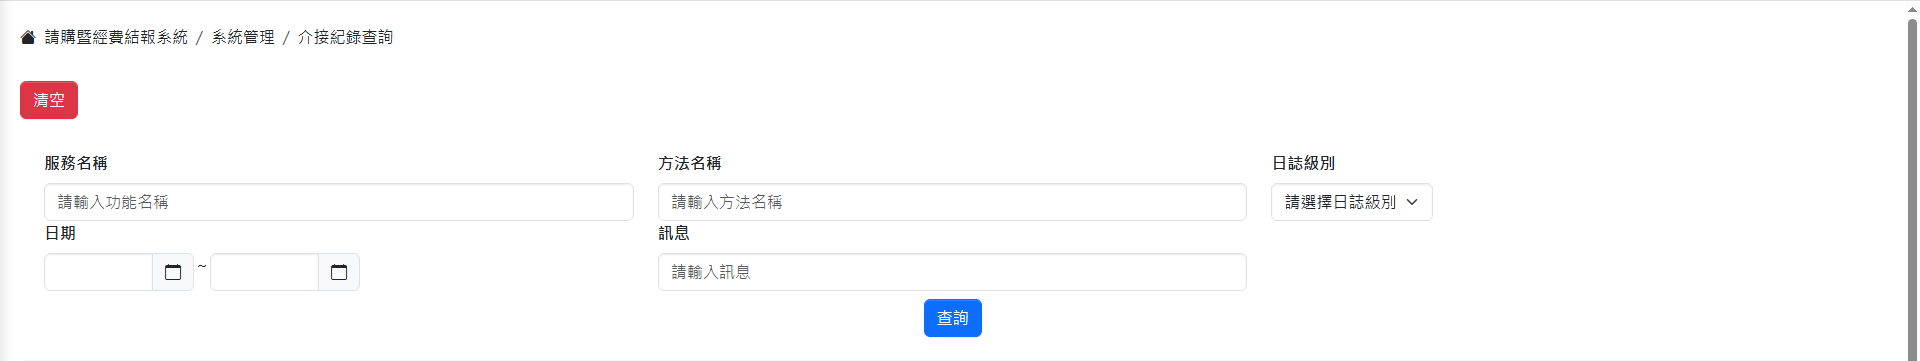 請購暨經費結報系統 / 系統管理 / 介接紀錄查詢
清空
服務名稱 方法名稱 日誌級別
請輸入功能名稱 請輸入方法名稱 請選擇日誌級別
日期 訊息
~ 請輸入訊息
查詢